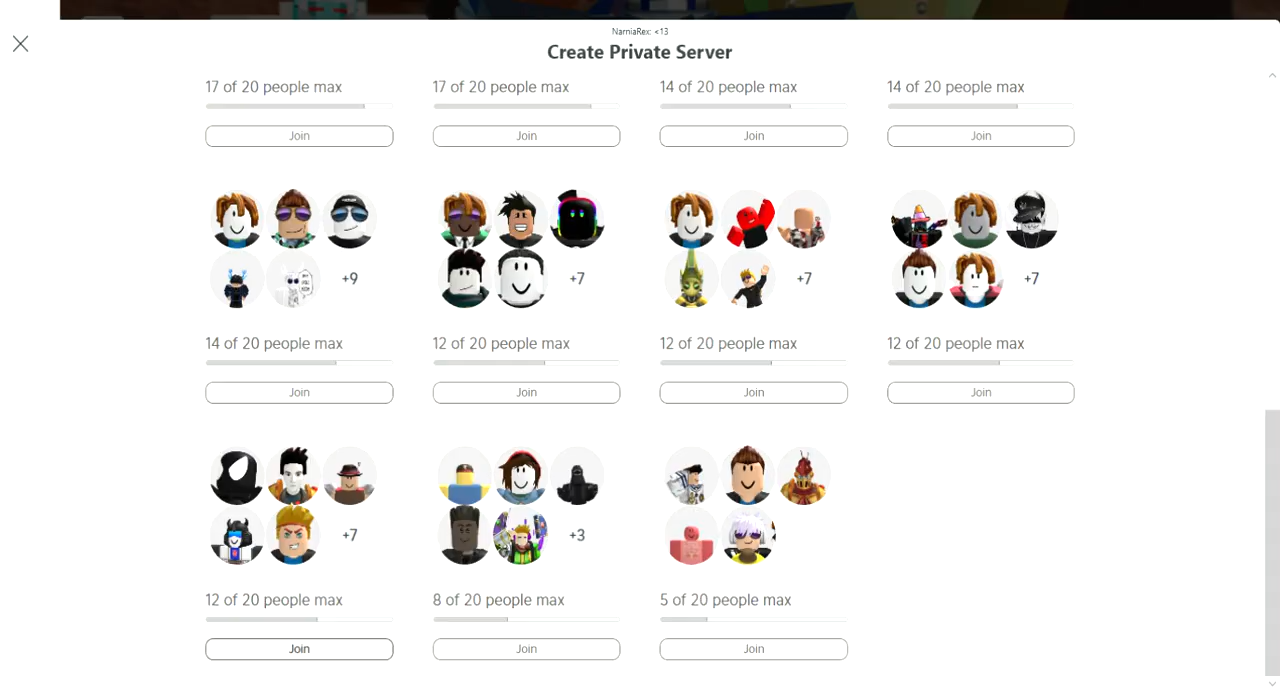 NarniaRex: <13
Create Private Server
17 of 20 people max
17 of 20 people max
14 of 20 people max
14 of 20 people max
Join
Join
Join
Join
+9
+7
+7
+7
14 of 20 people max
12 of 20 people max
12 of 20 people max
12 of 20 people max
Join
Join
Join
Join
+7
+3
12 of 20 people max
8 of 20 people max
5 of 20 people max
Join
Join
Join